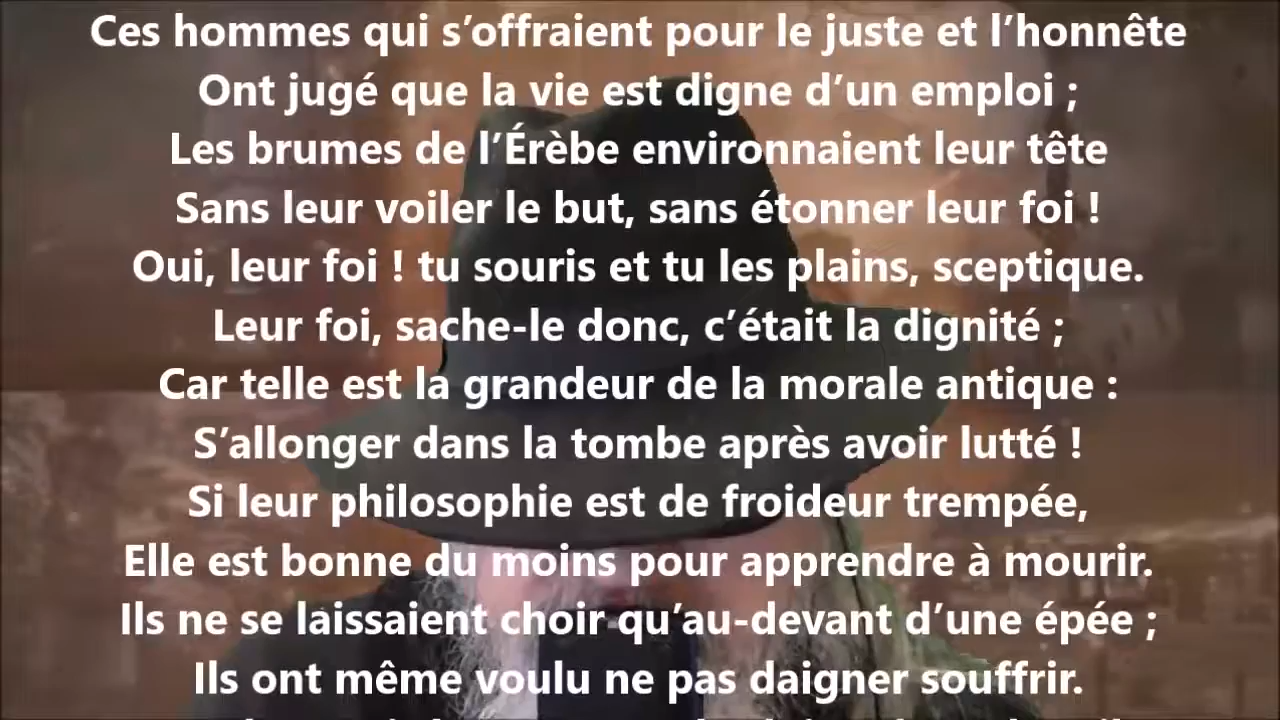 Ces hommes qui s’offraient pour le juste et l’honnête
Ont jugé que la vie est digne d’un emploi ;
Les brumes de l’Érèbe environnaient leur tête
Sans leur voiler le but, sans étonner leur foi !
Oui, leur foi ! tu souris et tu les plains, sceptique.
Leur foi, sache-le donc, c’était la dignité ;
Car telle est la grandeur de la morale antique :
S’allonger dans la tombe après avoir lutté !
Si leur philosophie est de froideur trempée,
Elle est bonne du moins pour apprendre à mourir.
Ils ne se laissaient choir qu’au-devant d’une épée ;
Ils ont même voulu ne pas daigner souffrir.